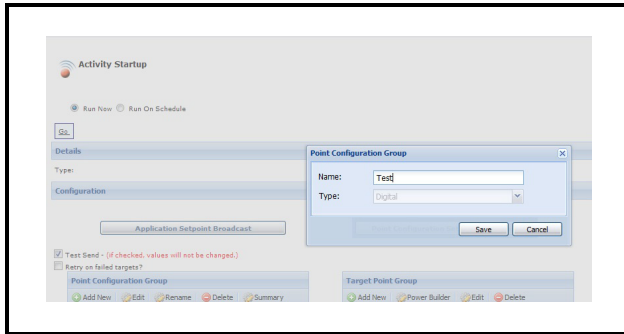 Activity Startup
Run Now Run On Schedule
Go
Details
Type:
Configuration
Application Setpoint Broadcast
Test Send - (if checked, values will not be changed.)
Retry on failed targets?
Point Configuration Group
Add New Edit Rename Delete Summary
Target Point Group
Add New Power Builder Edit Delete
Point Configuration Group
Name: Test
Type: Digital
Save Cancel